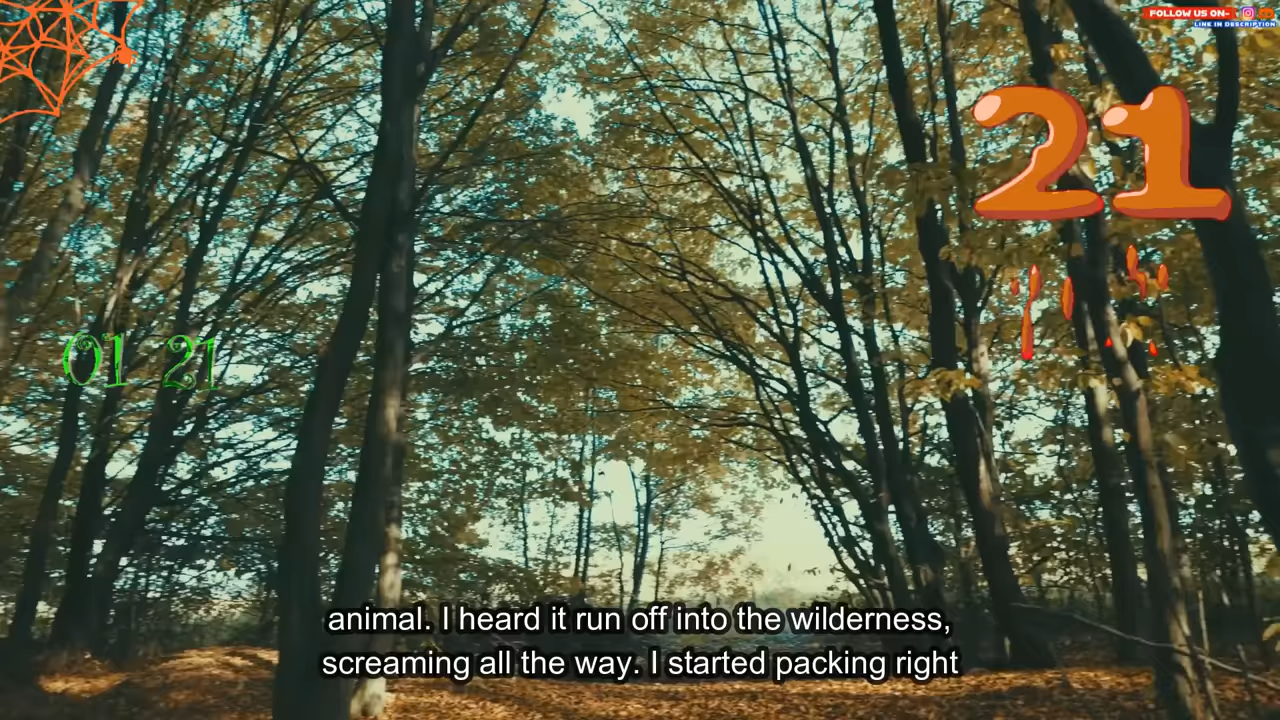 FOLLOW US ON-
LINK IN DESCRIPTION
21
01 21
animal. I heard it run off into the wilderness,
screaming all the way. I started packing right